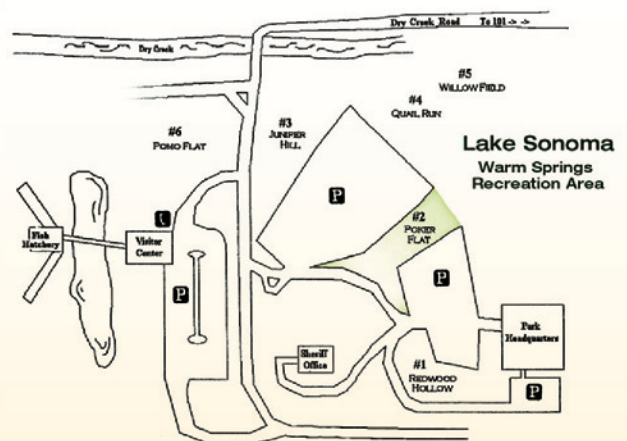 Dry Creek Road To 101 -> ->
Dry Creek
#5
WILLOW FIELD
#4
QUAIL RUN
#3
JUNIPER
HILL
#6
POMO FLAT
Lake Sonoma
Warm Springs
Recreation Area
P
#2
POKER
FLAT
Fish
Hatchery
Visitor
Center
P
P
Park
Headquarters
Sheriff
Office
#1
REDWOOD
HOLLOW
P